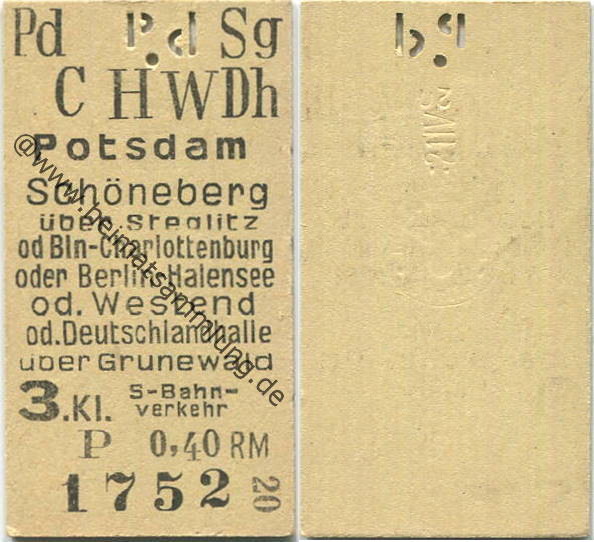 Pd Pd Sg
C H W Dh
Potsdam
Schöneberg
über Steglitz
od Bln-Charlottenburg
oder Berlin-Halensee
od. Westend
od. Deutschlandhalle
über Grunewald
3.Kl. S-Bahn-
verkehr
P 0,40 RM
1752 20
@www.heimatsammlung.de